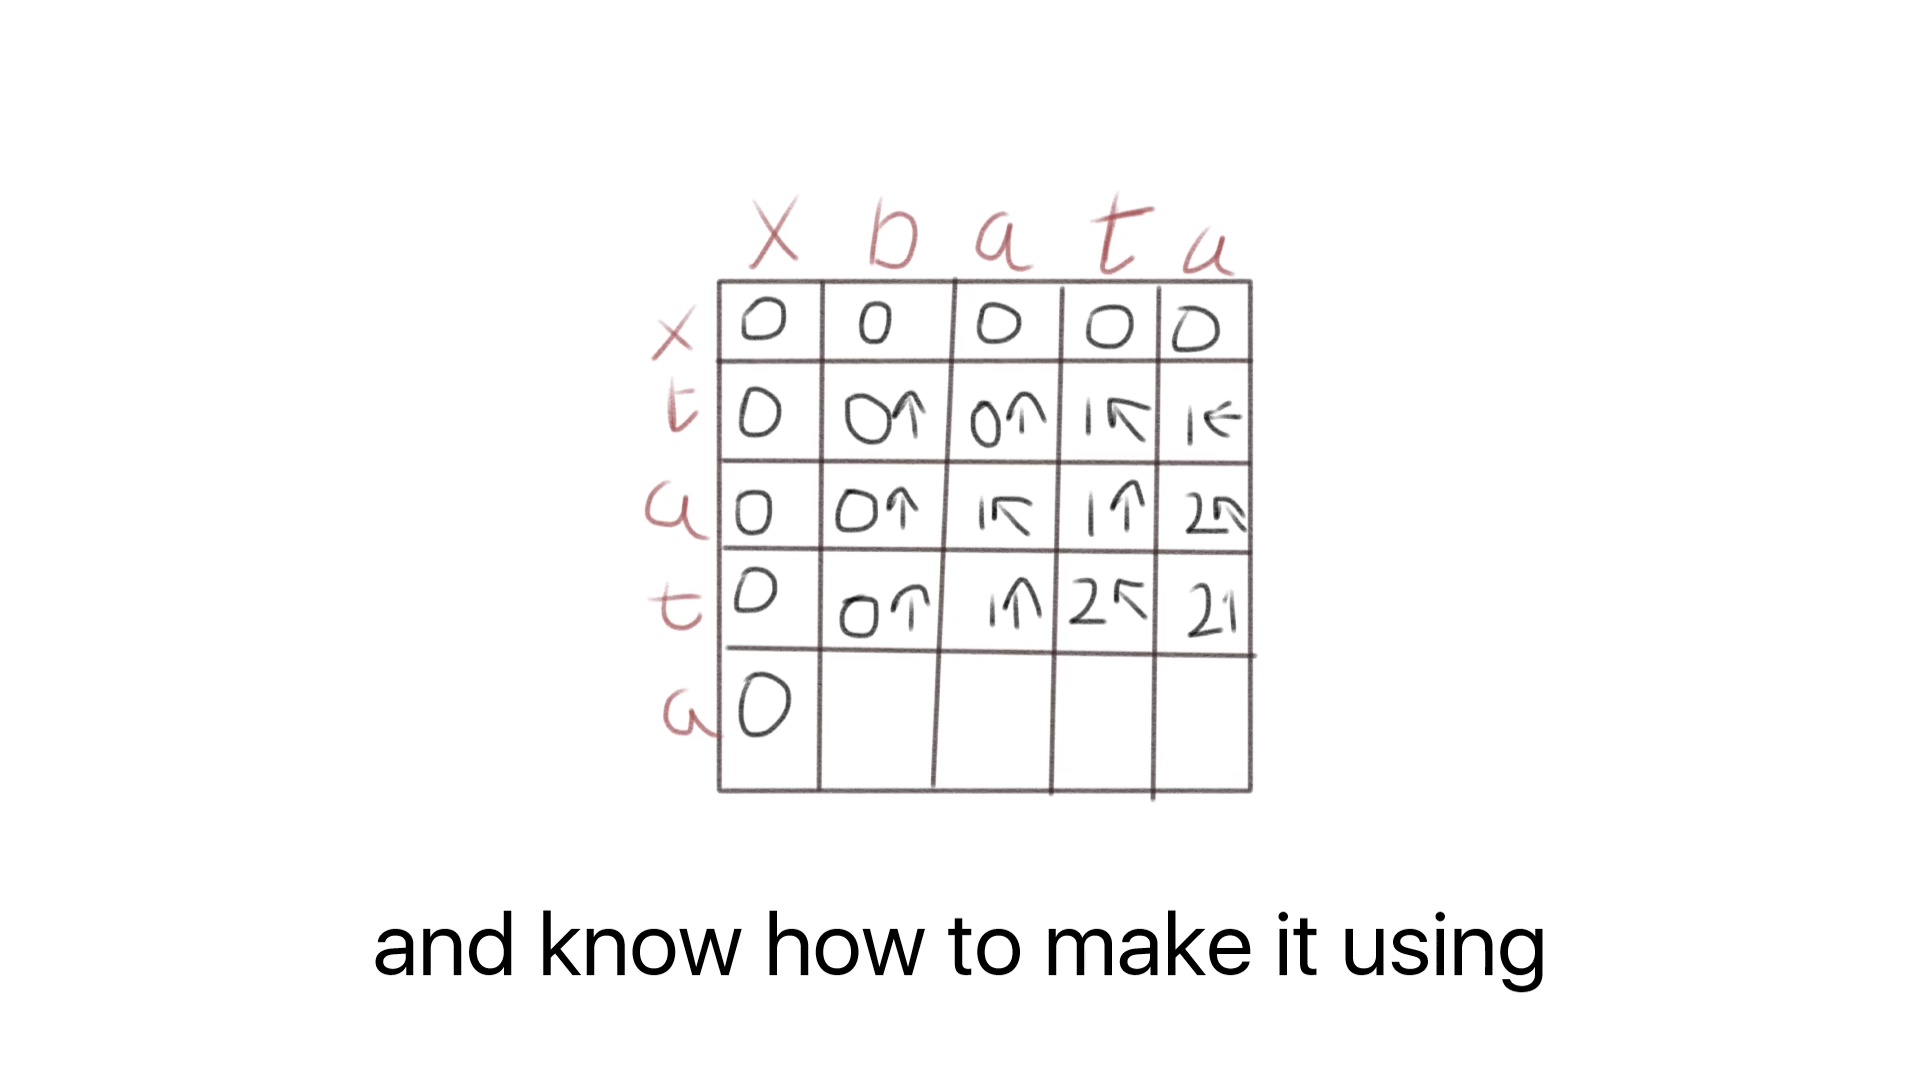 x b a t a
x 0 0 0 0 0
t 0 0↑ 0↑ 1↖ 1←
a 0 0↑ 1↖ 1↑ 2↖
t 0 0↑ 1↑ 2↖ 2↑
a 0
and know how to make it using